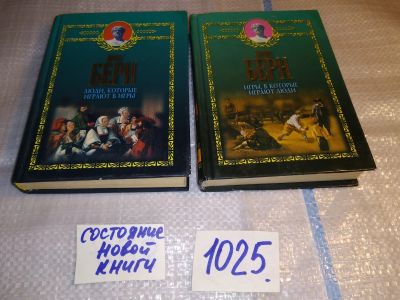 БЕРН
ЛЮДИ, КОТОРЫЕ
ИГРАЮТ В ИГРЫ
БЕРН
ИГРЫ, В КОТОРЫЕ
ИГРАЮТ ЛЮДИ
СОСТОЯНИЕ
НОВОЙ
КНИГИ
1025.